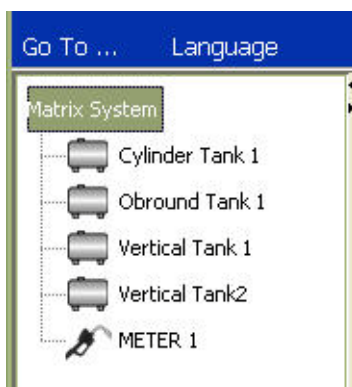 Go To ... Language
Matrix System
Cylinder Tank 1
Obround Tank 1
Vertical Tank 1
Vertical Tank2
METER 1